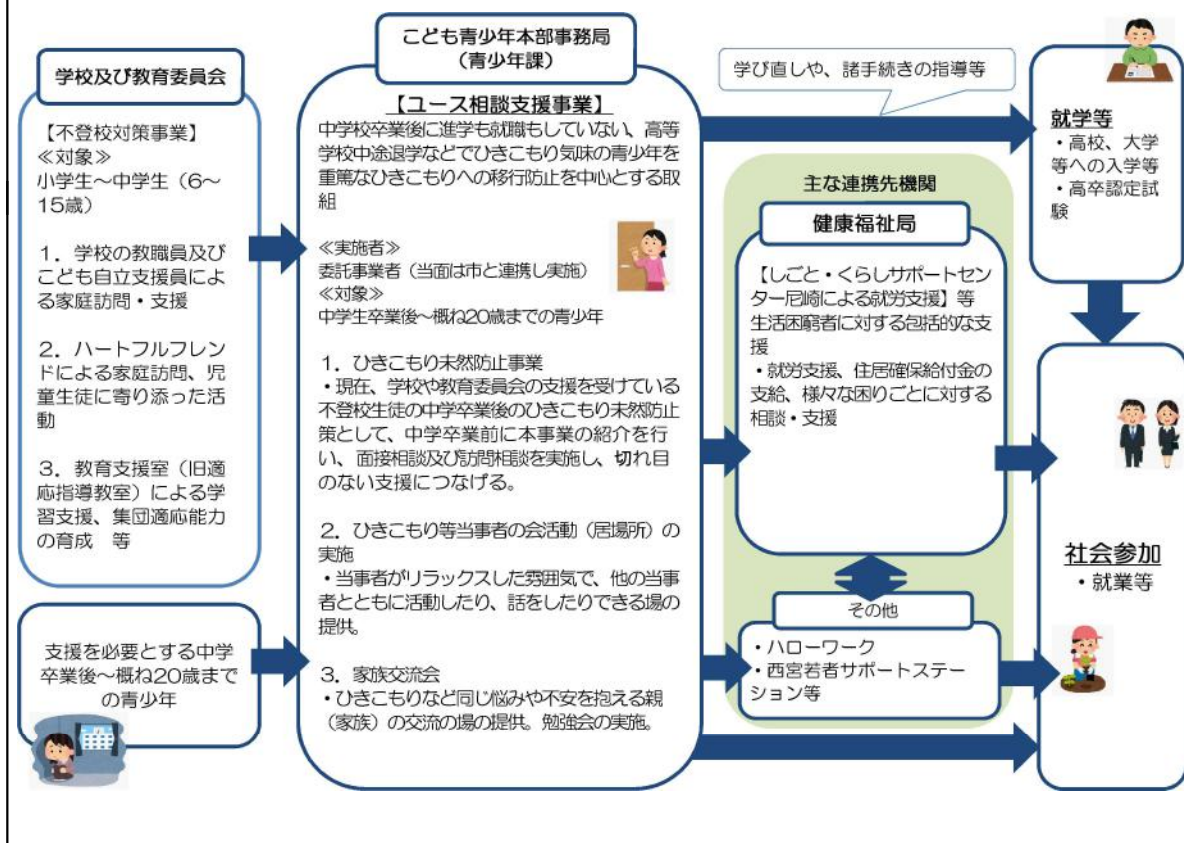 学校及び教育委員会
【不登校対策事業】
≪対象≫
小学生～中学生（6～
15歳）
１．学校の教職員及び
こども自立支援員によ
る家庭訪問・支援
２．ハートフルフレン
ドによる家庭訪問、児
童生徒に寄り添った活
動
３．教育支援室（旧適
応指導教室）による学
習支援、集団適応能力
の育成　等
支援を必要とする中学
卒業後～概ね20歳まで
の青少年
こども青少年本部事務局
（青少年課）
【ユース相談支援事業】
中学校卒業後に進学も就職もしていない、高等
学校中途退学などでひきこもり気味の青少年を
重篤なひきこもりへの移行防止を中心とする取
組
≪実施者≫
委託事業者（当面は市と連携し実施）
≪対象≫
中学生卒業後～概ね20歳までの青少年
１．ひきこもり未然防止事業
・現在、学校や教育委員会の支援を受けている
不登校生徒の中学卒業後のひきこもり未然防止
策として、中学卒業前に本事業の紹介を行
い、面接相談及び訪問相談を実施し、切れ目
のない支援につなげる。
２．ひきこもり等当事者の会活動（居場所）の
実施
・当事者がリラックスした雰囲気で、他の当事
者とともに活動したり、話をしたりできる場の
提供。
３．家族交流会
・ひきこもりなど同じ悩みや不安を抱える親
（家族）の交流の場の提供。勉強会の実施。
学び直しや、諸手続きの指導等
主な連携先機関
健康福祉局
【しごと・くらしサポートセン
ター尼崎による就労支援】等
生活困窮者に対する包括的な支
援
・就労支援、住居確保給付金の
支給、様々な困りごとに対する
相談・支援
その他
・ハローワーク
・西宮若者サポートステー
ション等
就学等
・高校、大学
等への入学等
・高卒認定試
験
社会参加
・就業等